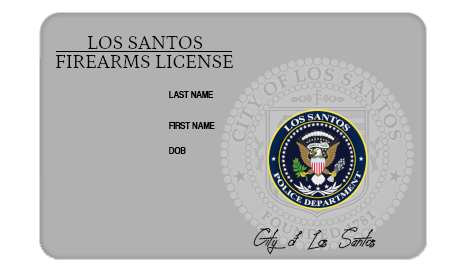 LOS SANTOS
FIREARMS LICENSE
LAST NAME
FIRST NAME
DOB
CITY OF LOS SANTOS
LOS SANTOS
POLICE DEPARTMENT
FOUNDED 1781
City of Los Santos